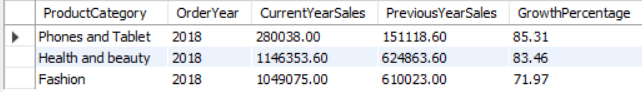 ProductCategory OrderYear CurrentYearSales PreviousYearSales GrowthPercentage
Phones and Tablet 2018 280038.00 151118.60 85.31
Health and beauty 2018 1146353.60 624863.60 83.46
Fashion 2018 1049075.00 610023.00 71.97